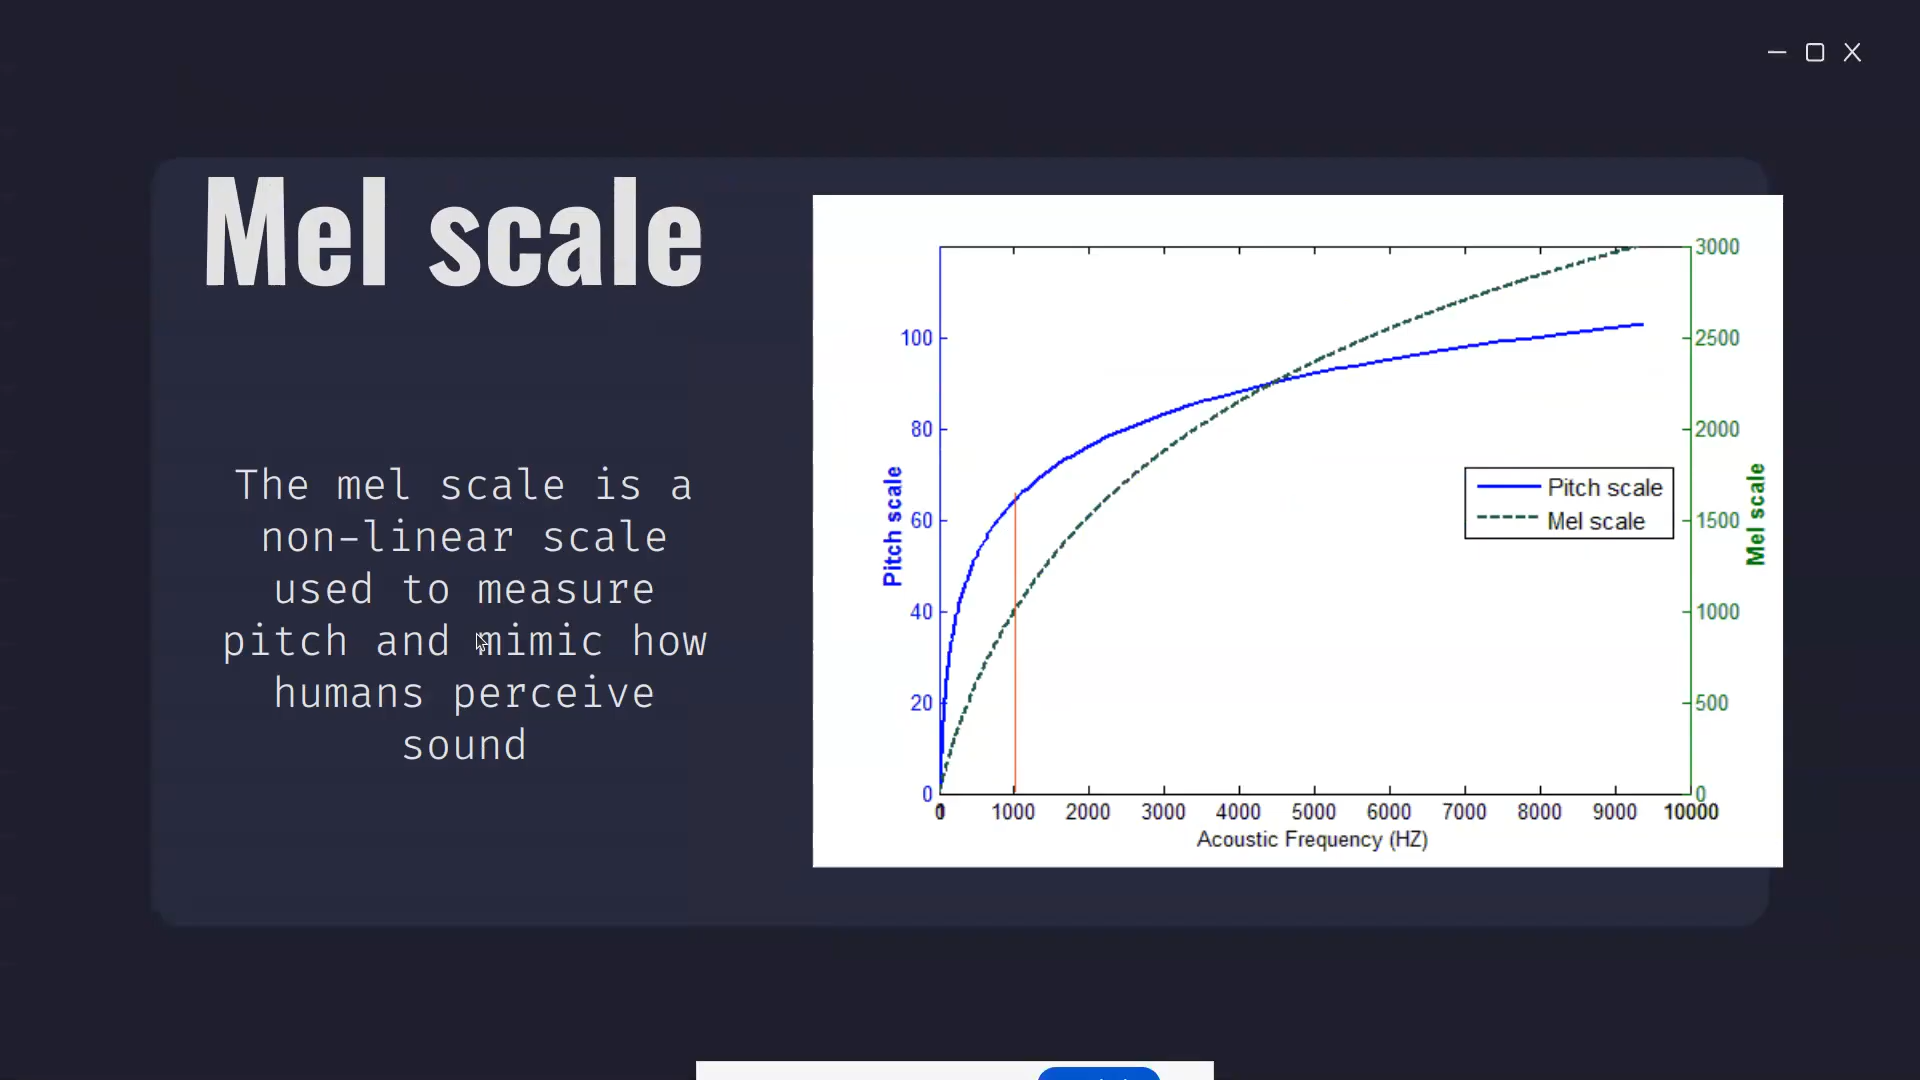 Mel scale
The mel scale is a
non-linear scale
used to measure
pitch and mimic how
humans perceive
sound
Pitch scale
100
80
60
40
20
0
3000
2500
2000
1500
1000
500
0
Mel scale
Pitch scale
Mel scale
0 1000 2000 3000 4000 5000 6000 7000 8000 9000 10000
Acoustic Frequency (HZ)